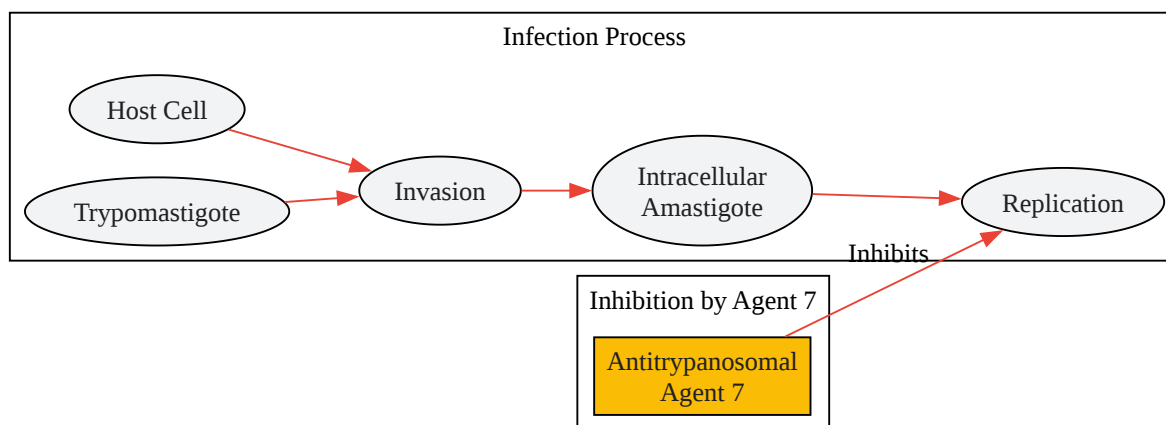 Infection Process
Host Cell
Trypomastigote
Invasion
Intracellular
Amastigote
Replication
Inhibits
Inhibition by Agent 7
Antitrypanosomal
Agent 7